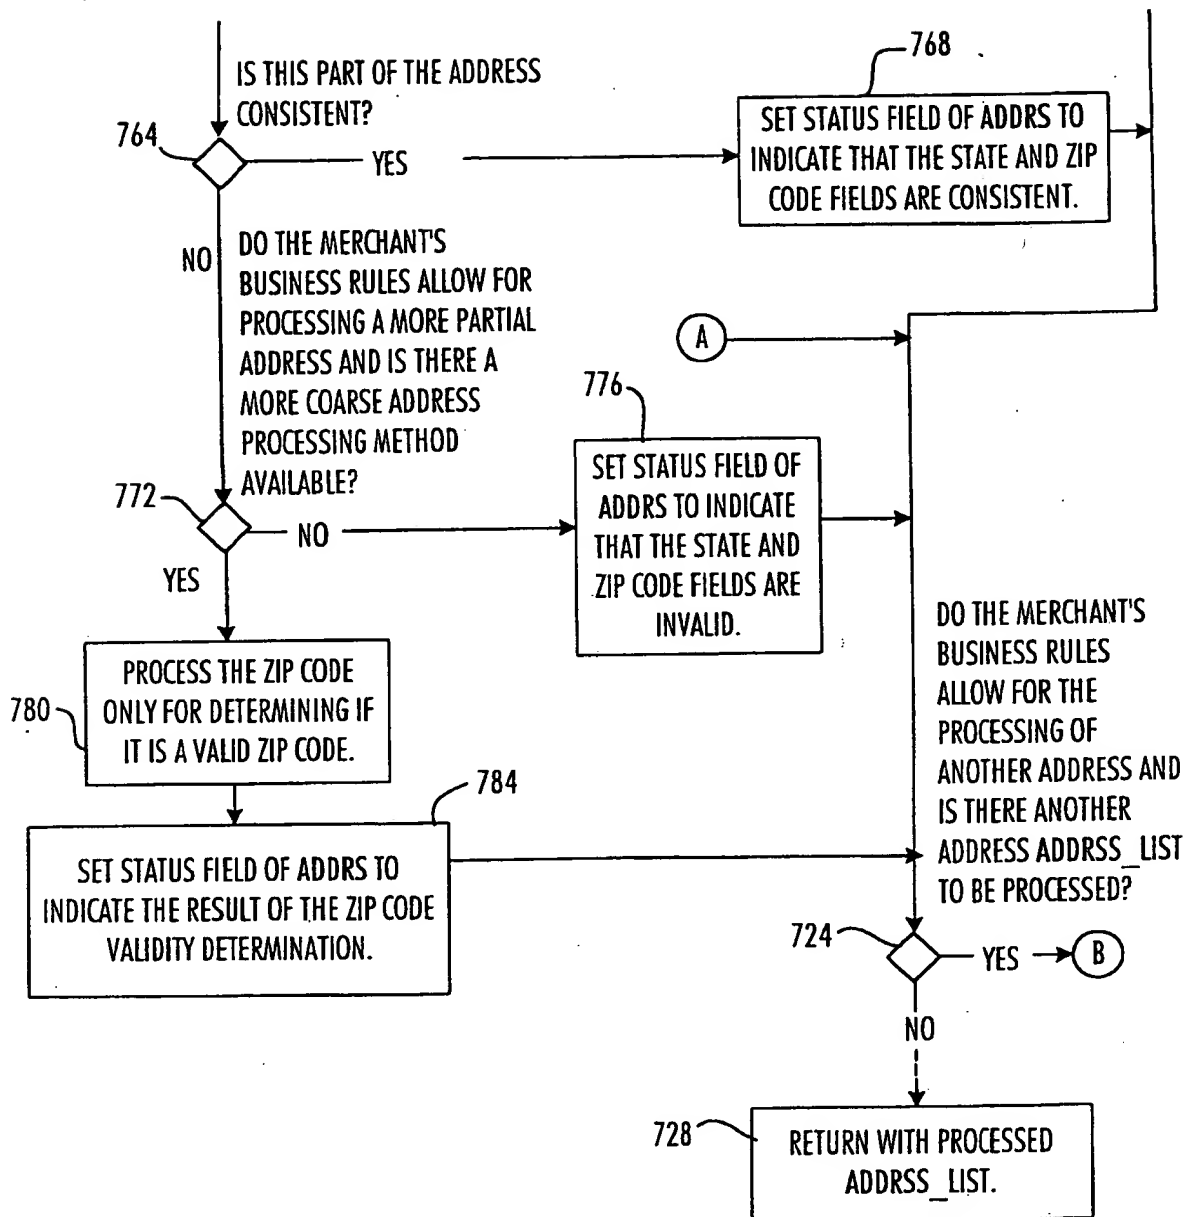 IS THIS PART OF THE ADDRESS
CONSISTENT?
764
YES
768
SET STATUS FIELD OF ADDRS TO
INDICATE THAT THE STATE AND ZIP
CODE FIELDS ARE CONSISTENT.
NO
DO THE MERCHANT'S
BUSINESS RULES ALLOW FOR
PROCESSING A MORE PARTIAL
ADDRESS AND IS THERE A
MORE COARSE ADDRESS
PROCESSING METHOD
AVAILABLE?
A
772
NO
776
SET STATUS FIELD OF
ADDRS TO INDICATE
THAT THE STATE AND
ZIP CODE FIELDS ARE
INVALID.
YES
780
PROCESS THE ZIP CODE
ONLY FOR DETERMINING IF
IT IS A VALID ZIP CODE.
784
SET STATUS FIELD OF ADDRS TO
INDICATE THE RESULT OF THE ZIP CODE
VALIDITY DETERMINATION.
DO THE MERCHANT'S
BUSINESS RULES
ALLOW FOR THE
PROCESSING OF
ANOTHER ADDRESS AND
IS THERE ANOTHER
ADDRESS ADDRSS_LIST
TO BE PROCESSED?
724
YES
B
NO
728
RETURN WITH PROCESSED
ADDRSS_LIST.